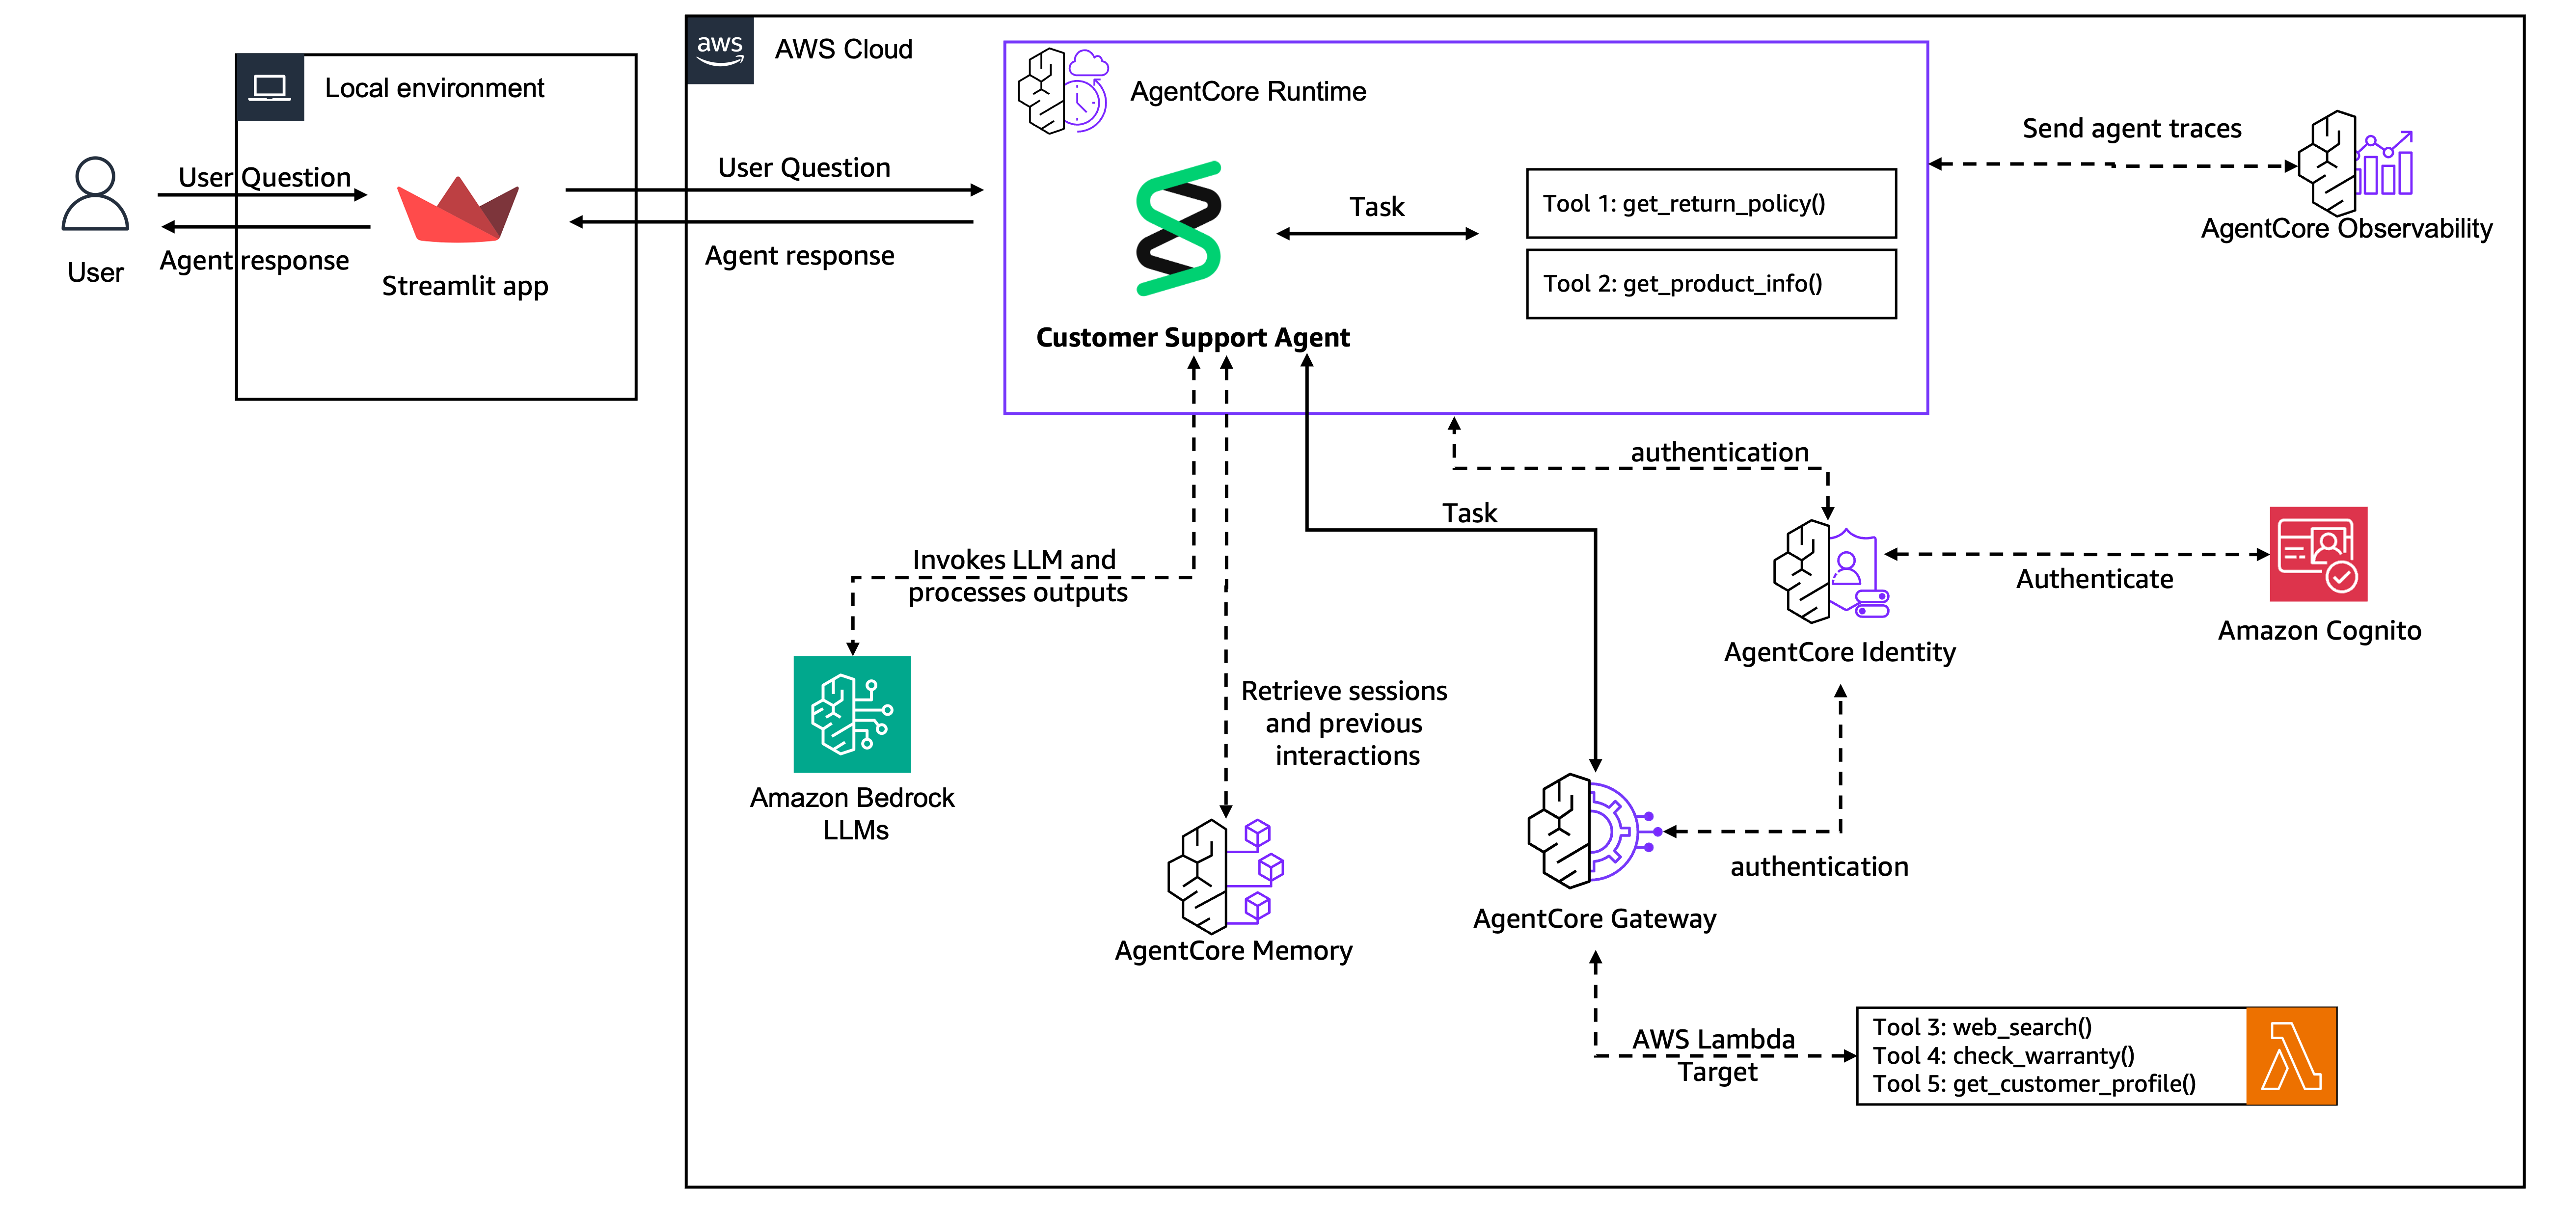 aws
AWS Cloud
Local environment
AgentCore Runtime
User Question
Agent response
User
Streamlit app
User Question
Agent response
Customer Support Agent
Task
Tool 1: get_return_policy()
Tool 2: get_product_info()
Send agent traces
AgentCore Observability
authentication
Task
Invokes LLM and
processes outputs
Amazon Bedrock
LLMs
Retrieve sessions
and previous
interactions
AgentCore Memory
AgentCore Identity
Authenticate
Amazon Cognito
AgentCore Gateway
authentication
AWS Lambda
Target
Tool 3: web_search()
Tool 4: check_warranty()
Tool 5: get_customer_profile()